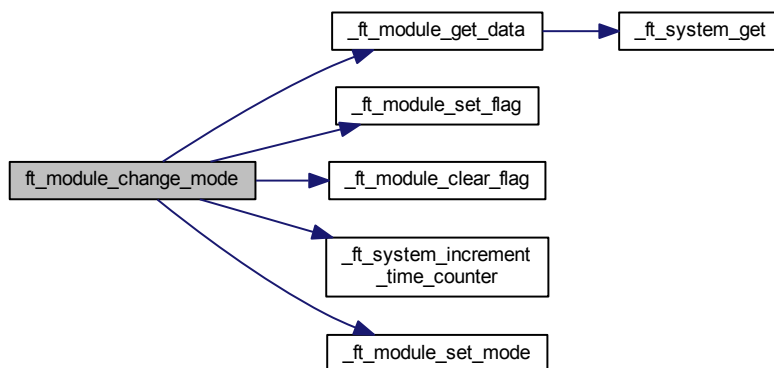 _ft_module_get_data
_ft_system_get
_ft_module_set_flag
ft_module_change_mode
_ft_module_clear_flag
_ft_system_increment
_time_counter
_ft_module_set_mode